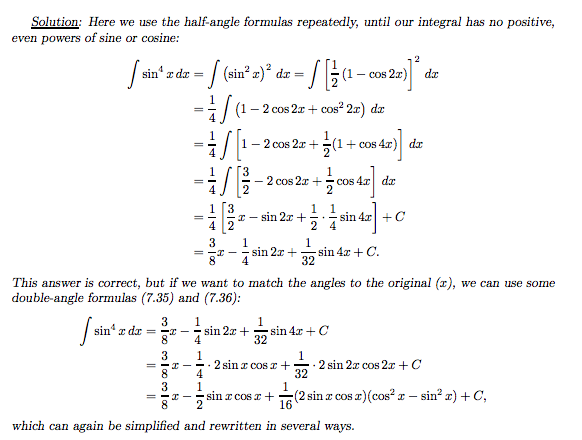 Solution: Here we use the half-angle formulas repeatedly, until our integral has no positive,
even powers of sine or cosine:
∫ sin⁴ x dx = ∫ (sin² x)² dx = ∫ [1/2 (1 − cos 2x)]² dx
= 1/4 ∫ (1 − 2 cos 2x + cos² 2x) dx
= 1/4 ∫ [1 − 2 cos 2x + 1/2 (1 + cos 4x)] dx
= 1/4 ∫ [3/2 − 2 cos 2x + 1/2 cos 4x] dx
= 1/4 [3/2 x − sin 2x + 1/2 · 1/4 sin 4x] + C
= 3/8 x − 1/4 sin 2x + 1/32 sin 4x + C.
This answer is correct, but if we want to match the angles to the original (x), we can use some
double-angle formulas (7.35) and (7.36):
∫ sin⁴ x dx = 3/8 x − 1/4 sin 2x + 1/32 sin 4x + C
= 3/8 x − 1/4 · 2 sin x cos x + 1/32 · 2 sin 2x cos 2x + C
= 3/8 x − 1/2 sin x cos x + 1/16 (2 sin x cos x)(cos² x − sin² x) + C,
which can again be simplified and rewritten in several ways.